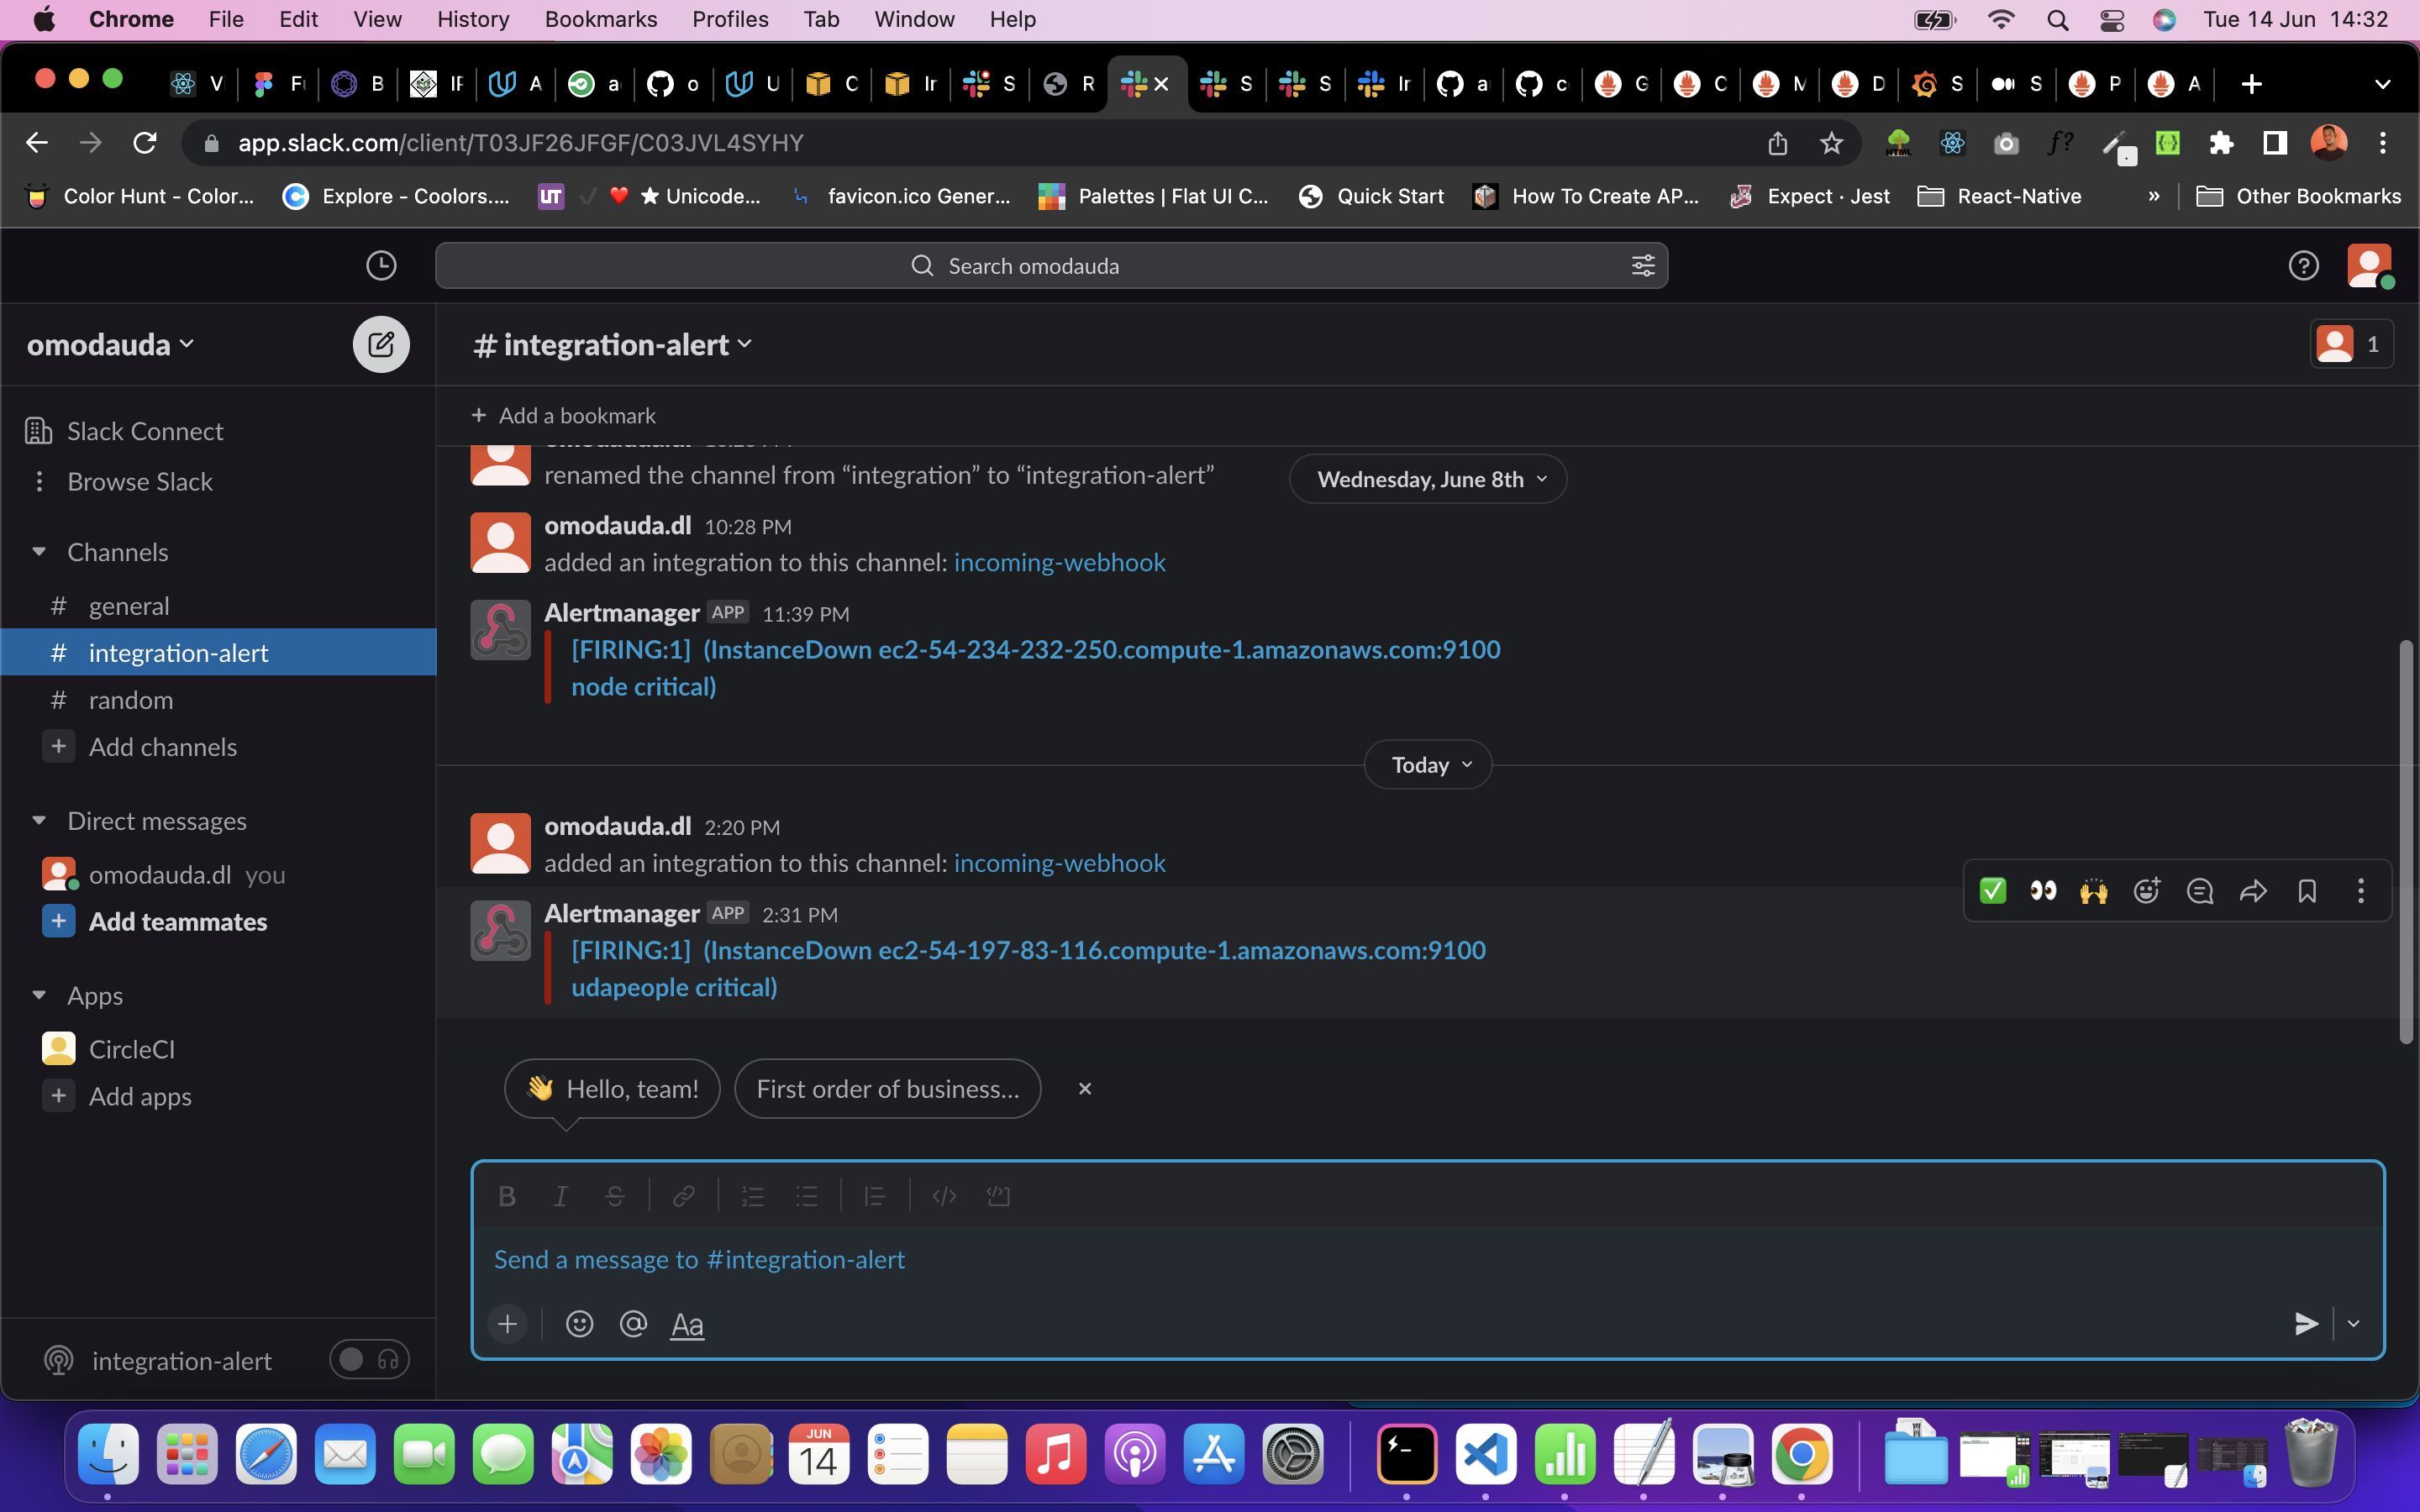 Chrome File Edit View History Bookmarks Profiles Tab Window Help Tue 14 Jun 14:32
V F B IF A a o U C Ir S R S S Ir a c G C M D S S P A
app.slack.com/client/T03JF26JFGF/C03JVL4SYHY
Color Hunt - Color... Explore - Coolors.... UT ★ Unicode... favicon.ico Gener... Palettes | Flat UI C... Quick Start How To Create AP... Expect · Jest React-Native » Other Bookmarks
Search omodauda
omodauda
# integration-alert
1
+ Add a bookmark
Slack Connect
Browse Slack
Channels
# general
# integration-alert
# random
+ Add channels
Direct messages
omodauda.dl you
+ Add teammates
Apps
CircleCI
+ Add apps
integration-alert
renamed the channel from “integration” to “integration-alert”
Wednesday, June 8th
omodauda.dl 10:28 PM
added an integration to this channel: incoming-webhook
Alertmanager APP 11:39 PM
[FIRING:1] (InstanceDown ec2-54-234-232-250.compute-1.amazonaws.com:9100
node critical)
Today
omodauda.dl 2:20 PM
added an integration to this channel: incoming-webhook
Alertmanager APP 2:31 PM
[FIRING:1] (InstanceDown ec2-54-197-83-116.compute-1.amazonaws.com:9100
udapeople critical)
Hello, team! First order of business...
B I S
Send a message to #integration-alert
@ Aa
JUN
14